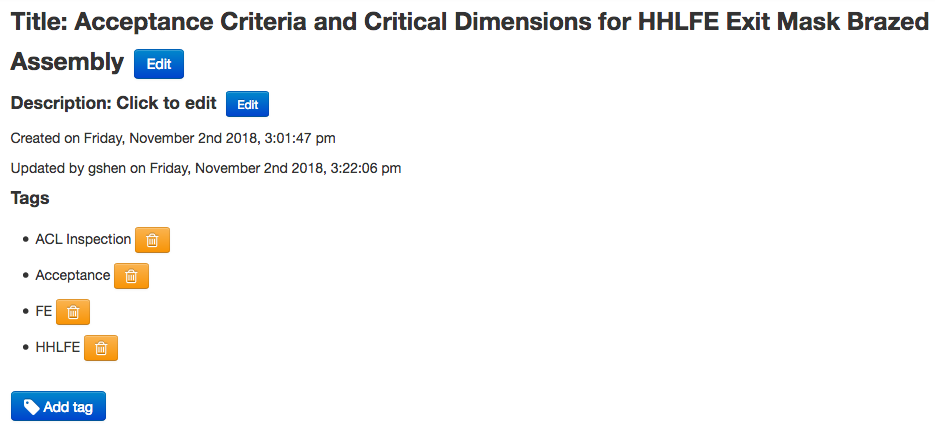 Title: Acceptance Criteria and Critical Dimensions for HHLFE Exit Mask Brazed
Assembly Edit
Description: Click to edit Edit
Created on Friday, November 2nd 2018, 3:01:47 pm
Updated by gshen on Friday, November 2nd 2018, 3:22:06 pm
Tags
• ACL Inspection
• Acceptance
• FE
• HHLFE
Add tag